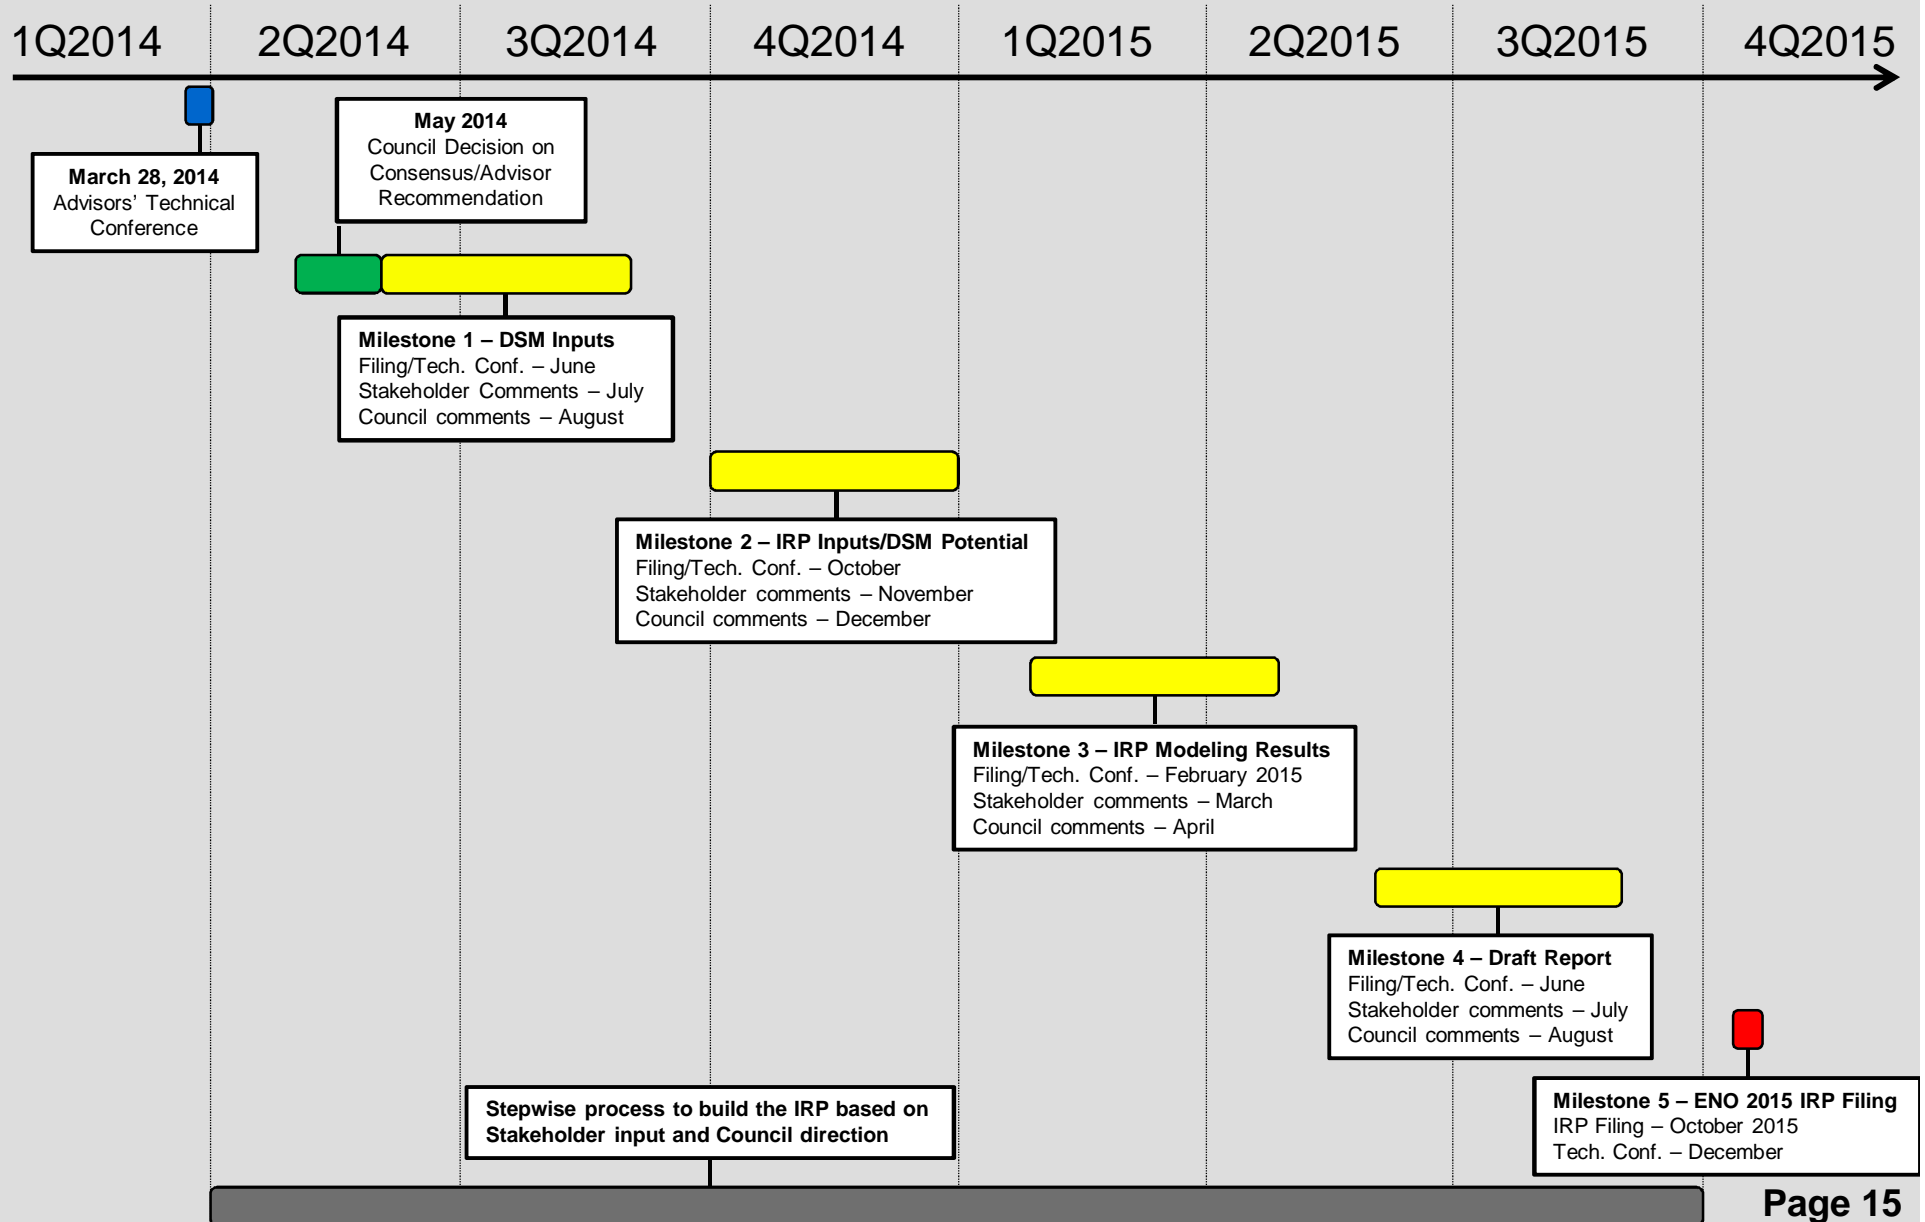 1Q2014
2Q2014
3Q2014
4Q2014
1Q2015
2Q2015
3Q2015
4Q2015
March 28, 2014
Advisors’ Technical
Conference
May 2014
Council Decision on
Consensus/Advisor
Recommendation
Milestone 1 – DSM Inputs
Filing/Tech. Conf. – June
Stakeholder Comments – July
Council comments – August
Milestone 2 – IRP Inputs/DSM Potential
Filing/Tech. Conf. – October
Stakeholder comments – November
Council comments – December
Milestone 3 – IRP Modeling Results
Filing/Tech. Conf. – February 2015
Stakeholder comments – March
Council comments – April
Milestone 4 – Draft Report
Filing/Tech. Conf. – June
Stakeholder comments – July
Council comments – August
Milestone 5 – ENO 2015 IRP Filing
IRP Filing – October 2015
Tech. Conf. – December
Stepwise process to build the IRP based on
Stakeholder input and Council direction
Page 15